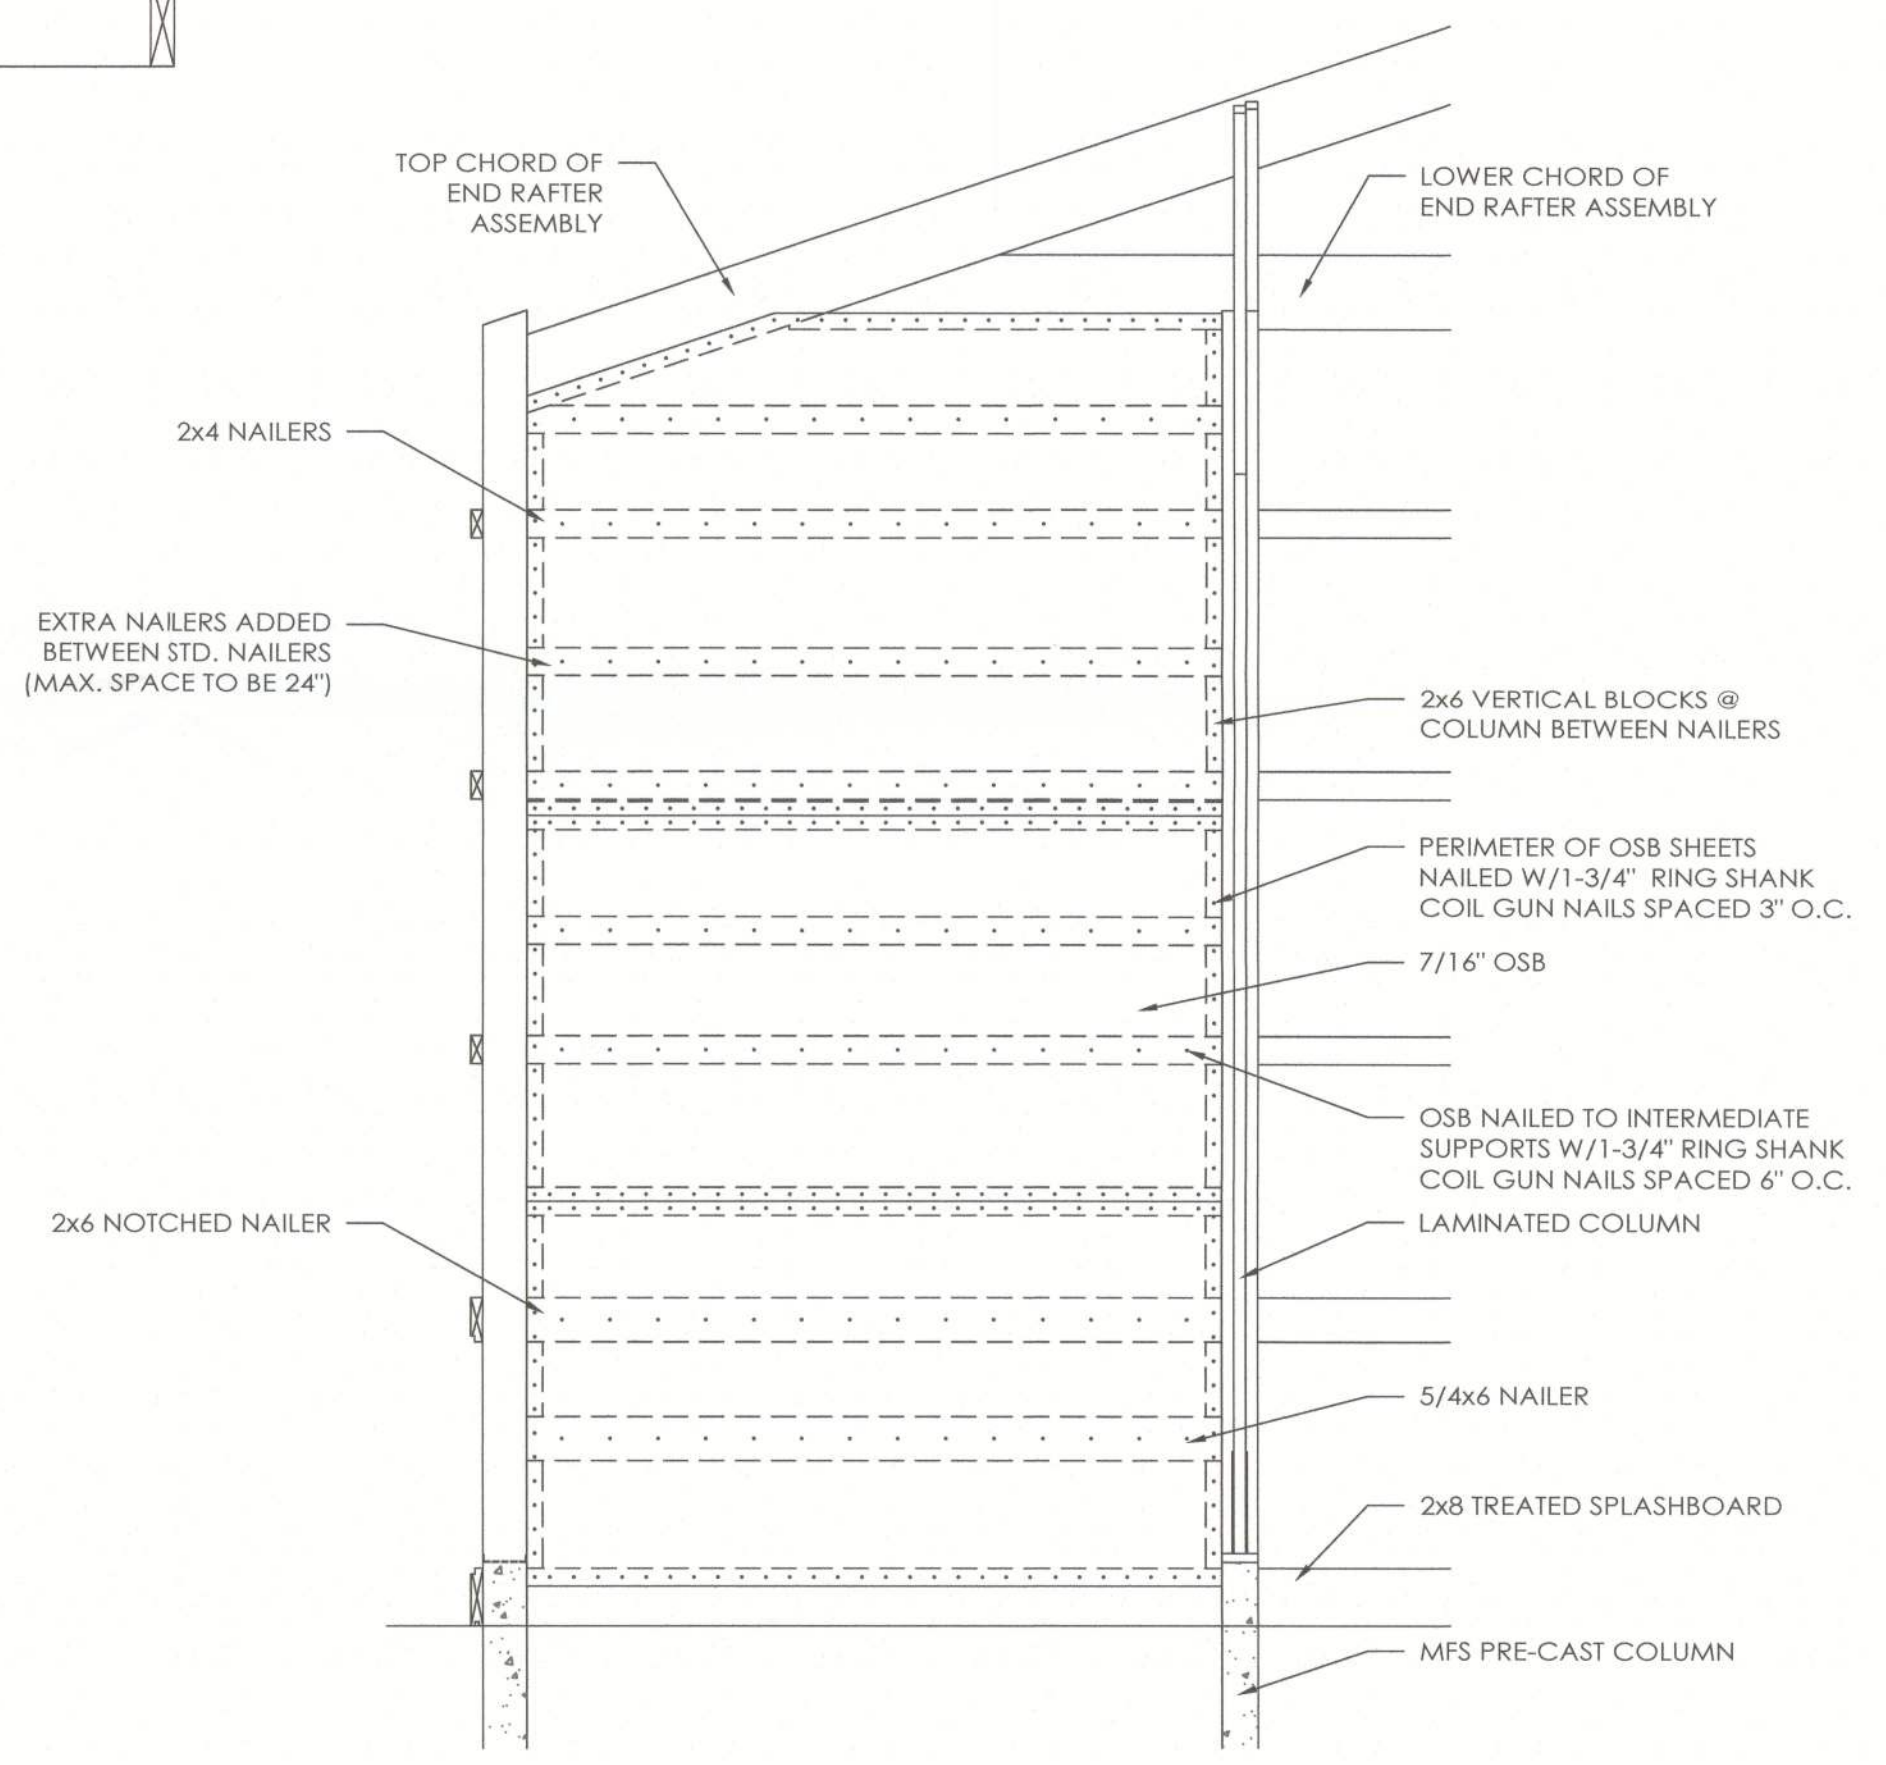 TOP CHORD OF
END RAFTER
ASSEMBLY
LOWER CHORD OF
END RAFTER ASSEMBLY
2x4 NAILERS
EXTRA NAILERS ADDED
BETWEEN STD. NAILERS
(MAX. SPACE TO BE 24")
2x6 VERTICAL BLOCKS @
COLUMN BETWEEN NAILERS
PERIMETER OF OSB SHEETS
NAILED W/1-3/4" RING SHANK
COIL GUN NAILS SPACED 3" O.C.
7/16" OSB
OSB NAILED TO INTERMEDIATE
SUPPORTS W/1-3/4" RING SHANK
COIL GUN NAILS SPACED 6" O.C.
2x6 NOTCHED NAILER
LAMINATED COLUMN
5/4x6 NAILER
2x8 TREATED SPLASHBOARD
MFS PRE-CAST COLUMN